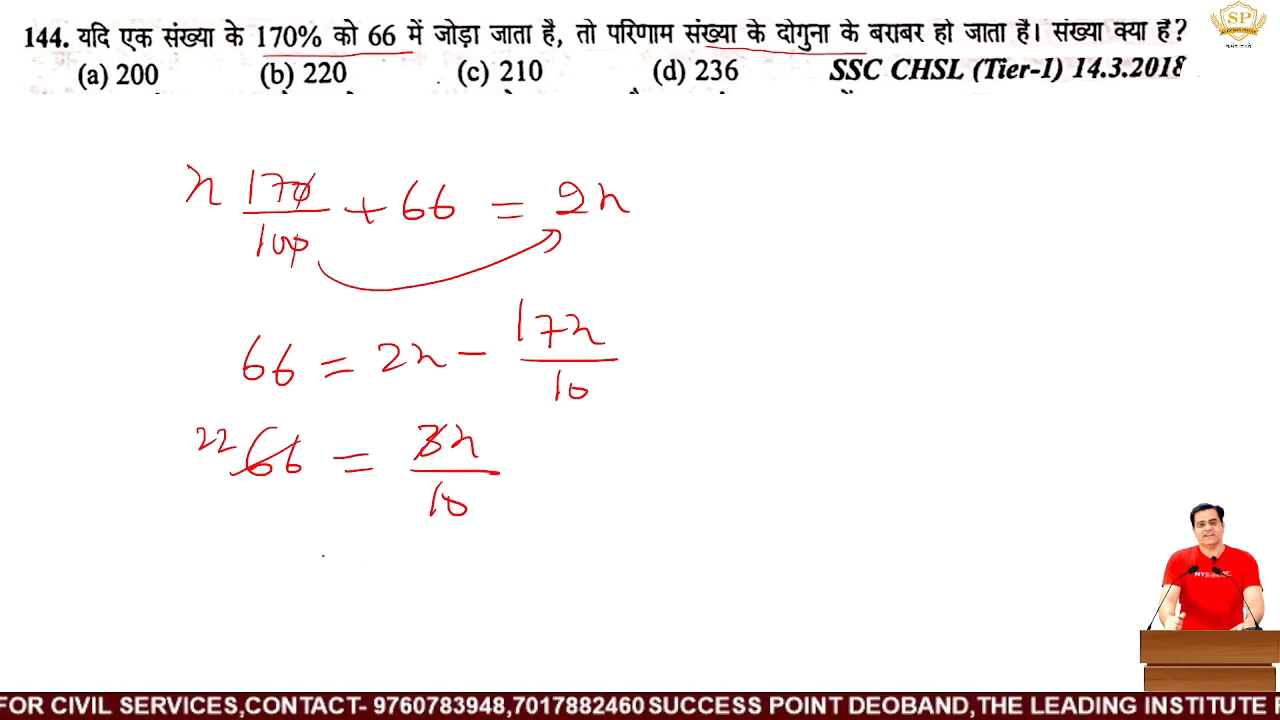 144. यदि एक संख्या के 170% को 66 में जोड़ा जाता है, तो परिणाम संख्या के दोगुना के बराबर हो जाता है। संख्या क्या है?
(a) 200 (b) 220 (c) 210 (d) 236 SSC CHSL (Tier-1) 14.3.2018
SP
x 170/100 + 66 = 2x
66 = 2x - 17x/10
22 66 = 3x/10
FOR CIVIL SERVICES,CONTACT- 9760783948,7017882460 SUCCESS POINT DEOBAND,THE LEADING INSTITUTE F